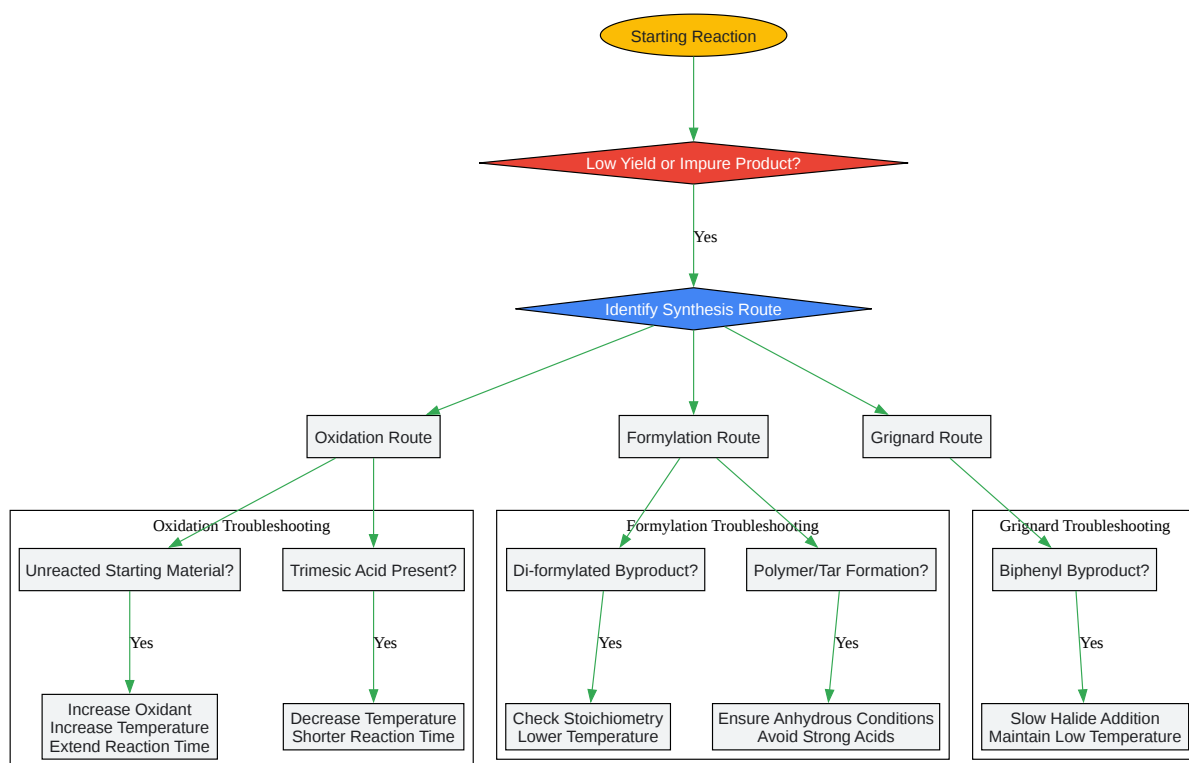 Starting Reaction
Low Yield or Impure Product?
Yes
Identify Synthesis Route
Oxidation Route
Formylation Route
Grignard Route
Oxidation Troubleshooting
Formylation Troubleshooting
Grignard Troubleshooting
Unreacted Starting Material?
Trimesic Acid Present?
Di-formylated Byproduct?
Polymer/Tar Formation?
Biphenyl Byproduct?
Yes
Yes
Yes
Yes
Yes
Increase Oxidant
Increase Temperature
Extend Reaction Time
Decrease Temperature
Shorter Reaction Time
Check Stoichiometry
Lower Temperature
Ensure Anhydrous Conditions
Avoid Strong Acids
Slow Halide Addition
Maintain Low Temperature